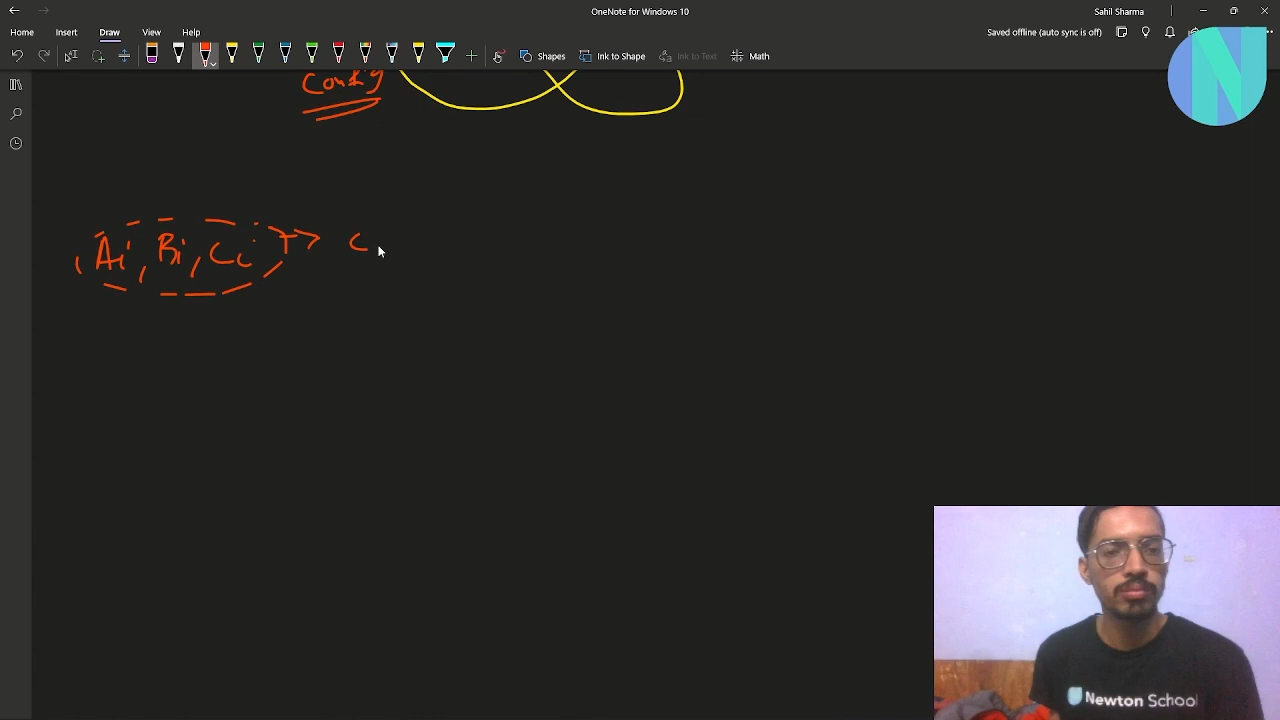 OneNote for Windows 10
Sahil Sharma
Home Insert Draw View Help
Saved offline (auto sync is off)
Shapes Ink to Shape Ink to Text Math
Config
Ai, Bi, Ci → C
Newton School